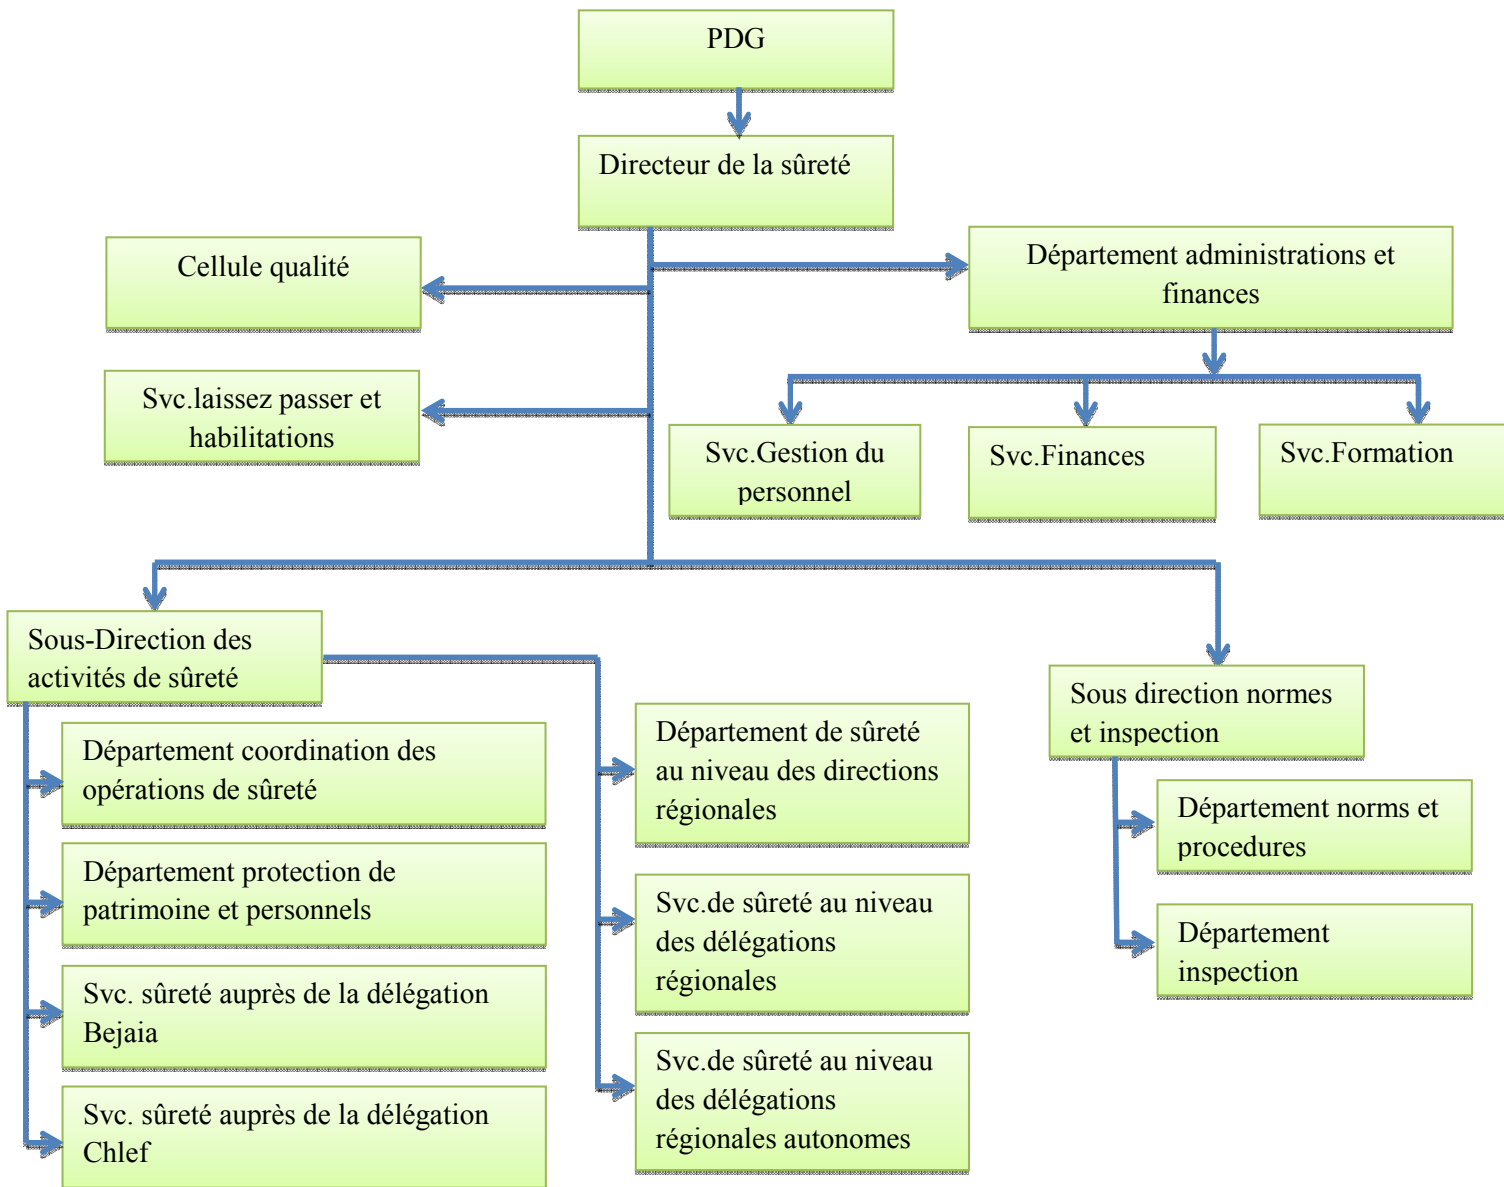 PDG
Directeur de la sûreté
Cellule qualité
Département administrations et
finances
Svc.laissez passer et
habilitations
Svc.Gestion du
personnel
Svc.Finances
Svc.Formation
Sous-Direction des
activités de sûreté
Département coordination des
opérations de sûreté
Département protection de
patrimoine et personnels
Svc. sûreté auprès de la délégation
Bejaia
Svc. sûreté auprès de la délégation
Chlef
Département de sûreté
au niveau des directions
régionales
Svc.de sûreté au niveau
des délégations
régionales
Svc.de sûreté au niveau
des délégations
régionales autonomes
Sous direction normes
et inspection
Département norms et
procedures
Département
inspection